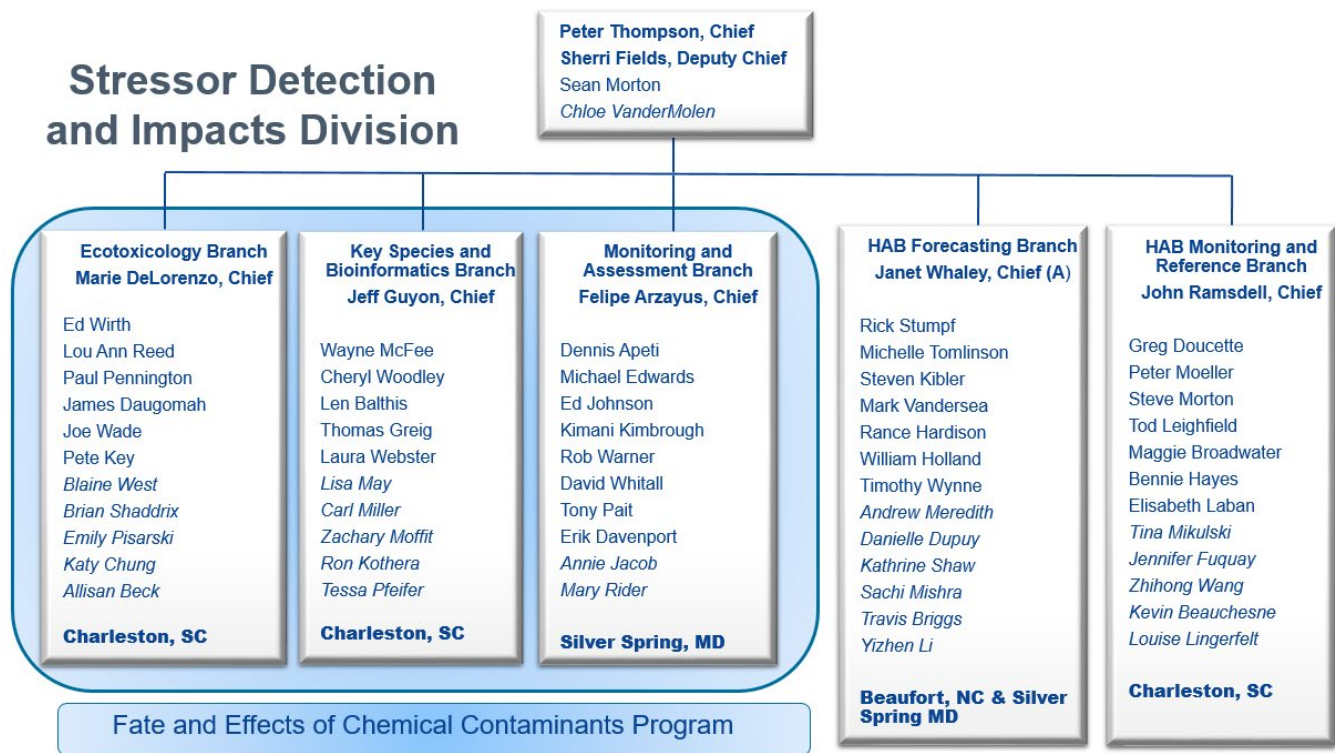 Stressor Detection
and Impacts Division
Peter Thompson, Chief
Sherri Fields, Deputy Chief
Sean Morton
Chloe VanderMolen
Ecotoxicology Branch
Marie DeLorenzo, Chief
Ed Wirth
Lou Ann Reed
Paul Pennington
James Daugomah
Joe Wade
Pete Key
Blaine West
Brian Shaddrix
Emily Pisarski
Katy Chung
Allisan Beck
Charleston, SC
Key Species and
Bioinformatics Branch
Jeff Guyon, Chief
Wayne McFee
Cheryl Woodley
Len Balthis
Thomas Greig
Laura Webster
Lisa May
Carl Miller
Zachary Moffit
Ron Kothera
Tessa Pfeifer
Charleston, SC
Monitoring and
Assessment Branch
Felipe Arzayus, Chief
Dennis Apeti
Michael Edwards
Ed Johnson
Kimani Kimbrough
Rob Warner
David Whitall
Tony Pait
Erik Davenport
Annie Jacob
Mary Rider
Silver Spring, MD
HAB Forecasting Branch
Janet Whaley, Chief (A)
Rick Stumpf
Michelle Tomlinson
Steven Kibler
Mark Vandersea
Rance Hardison
William Holland
Timothy Wynne
Andrew Meredith
Danielle Dupuy
Kathrine Shaw
Sachi Mishra
Travis Briggs
Yizhen Li
Beaufort, NC & Silver
Spring MD
HAB Monitoring and
Reference Branch
John Ramsdell, Chief
Greg Doucette
Peter Moeller
Steve Morton
Tod Leighfield
Maggie Broadwater
Bennie Hayes
Elisabeth Laban
Tina Mikulski
Jennifer Fuquay
Zhihong Wang
Kevin Beauchesne
Louise Lingerfelt
Charleston, SC
Fate and Effects of Chemical Contaminants Program